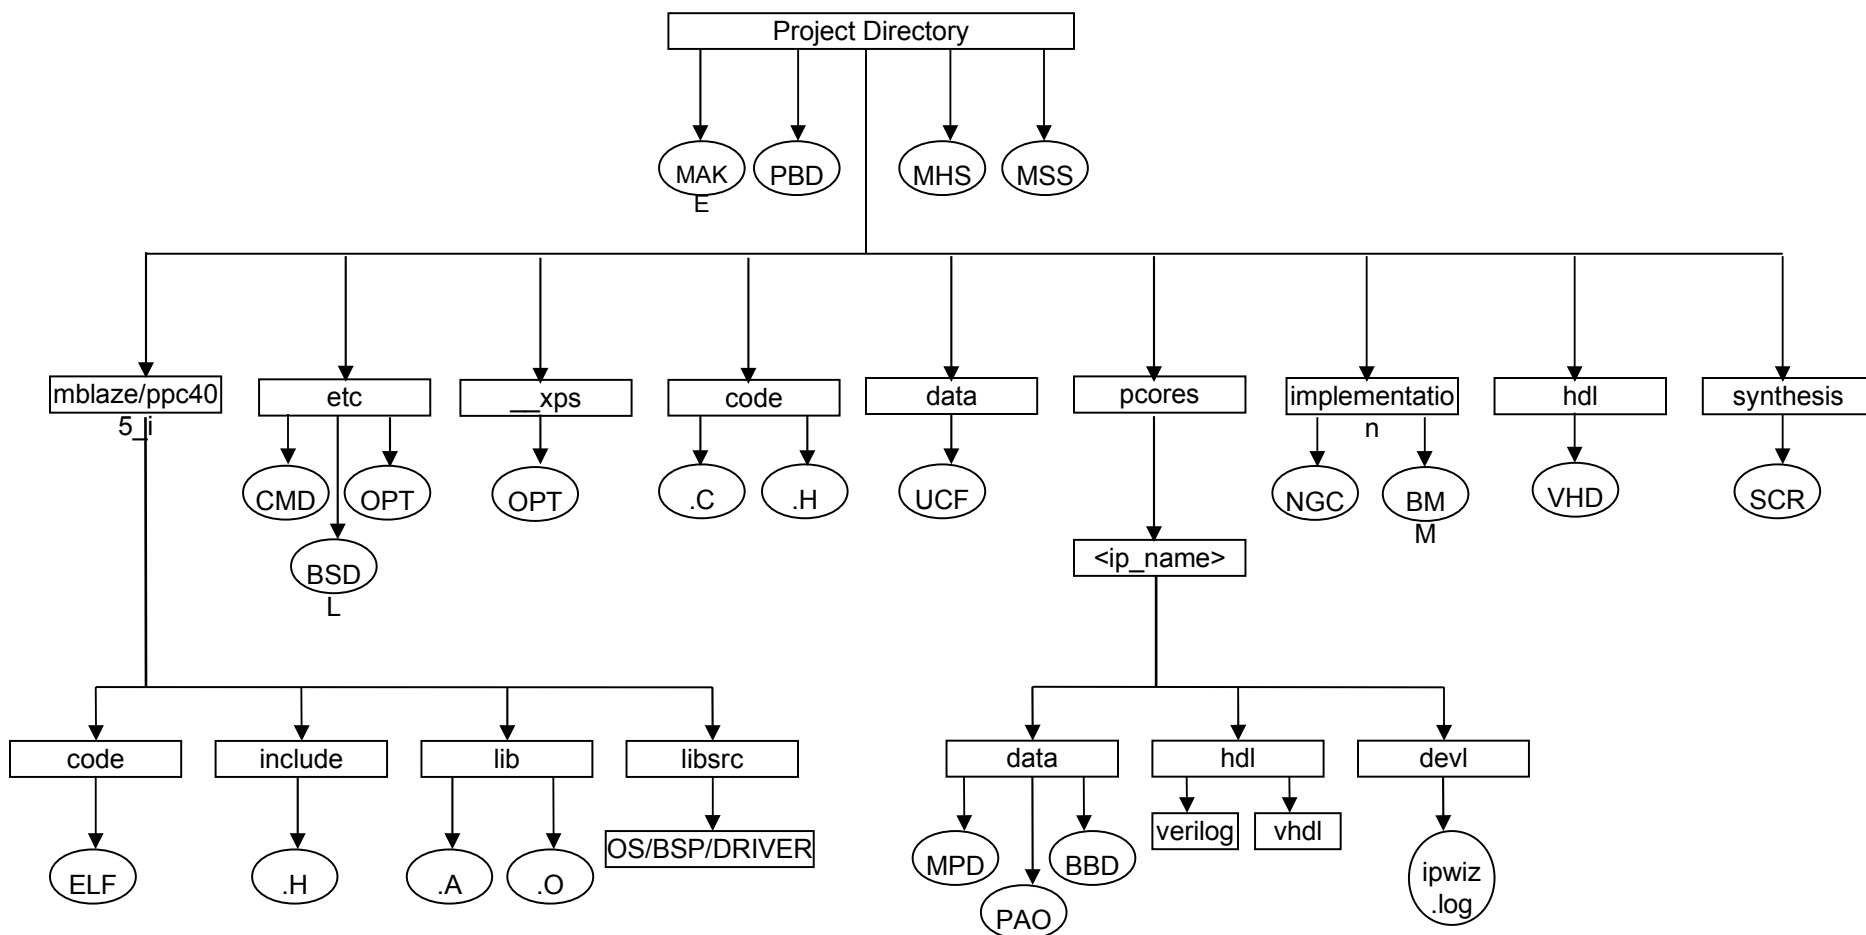 Project Directory
MAK
E
PBD
MHS
MSS
mblaze/ppc40
5_i
etc
__xps
code
data
pcores
implementatio
n
hdl
synthesis
CMD
OPT
BSD
L
OPT
.C
.H
UCF
NGC
BM
M
VHD
SCR
<ip_name>
code
include
lib
libsrc
data
hdl
devl
ELF
.H
.A
.O
OS/BSP/DRIVER
MPD
PAO
BBD
verilog
vhdl
ipwiz
.log